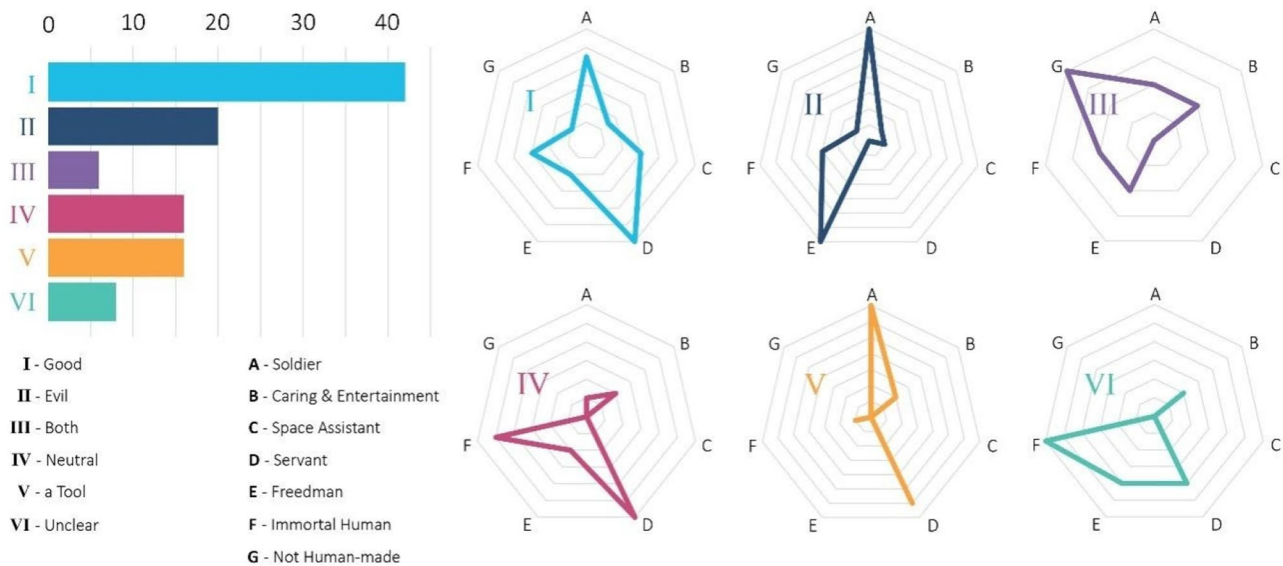 0 10 20 30 40
I
II
III
IV
V
VI
I - Good
II - Evil
III - Both
IV - Neutral
V - a Tool
VI - Unclear
A - Soldier
B - Caring & Entertainment
C - Space Assistant
D - Servant
E - Freedman
F - Immortal Human
G - Not Human-made
A
G B
I
F C
E D
A
G B
II
F C
E D
A
G B
III
F C
E D
A
G B
IV
F C
E D
A
G B
V
F C
E D
A
G B
VI
F C
E D